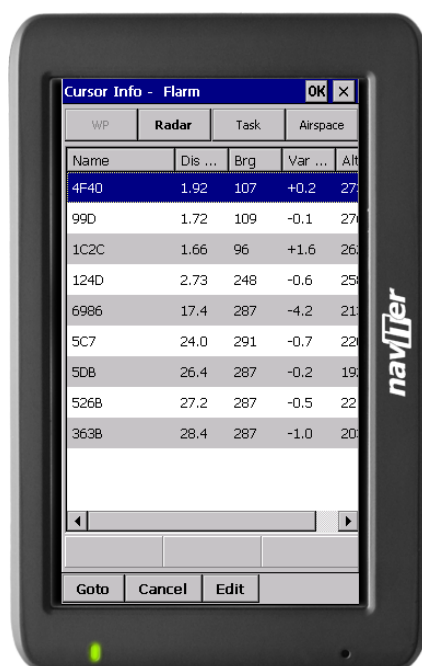 Cursor Info - Flarm OK ×
WP Radar Task Airspace
Name Dis ... Brg Var ... Alt
4F40 1.92 107 +0.2
99D 1.72 109 -0.1
1C2C 1.66 96 +1.6
124D 2.73 248 -0.6
6986 17.4 287 -4.2
5C7 24.0 291 -0.7
5DB 26.4 287 -0.2
526B 27.2 287 -0.5
363B 28.4 287 -1.0
Goto Cancel Edit
naviter